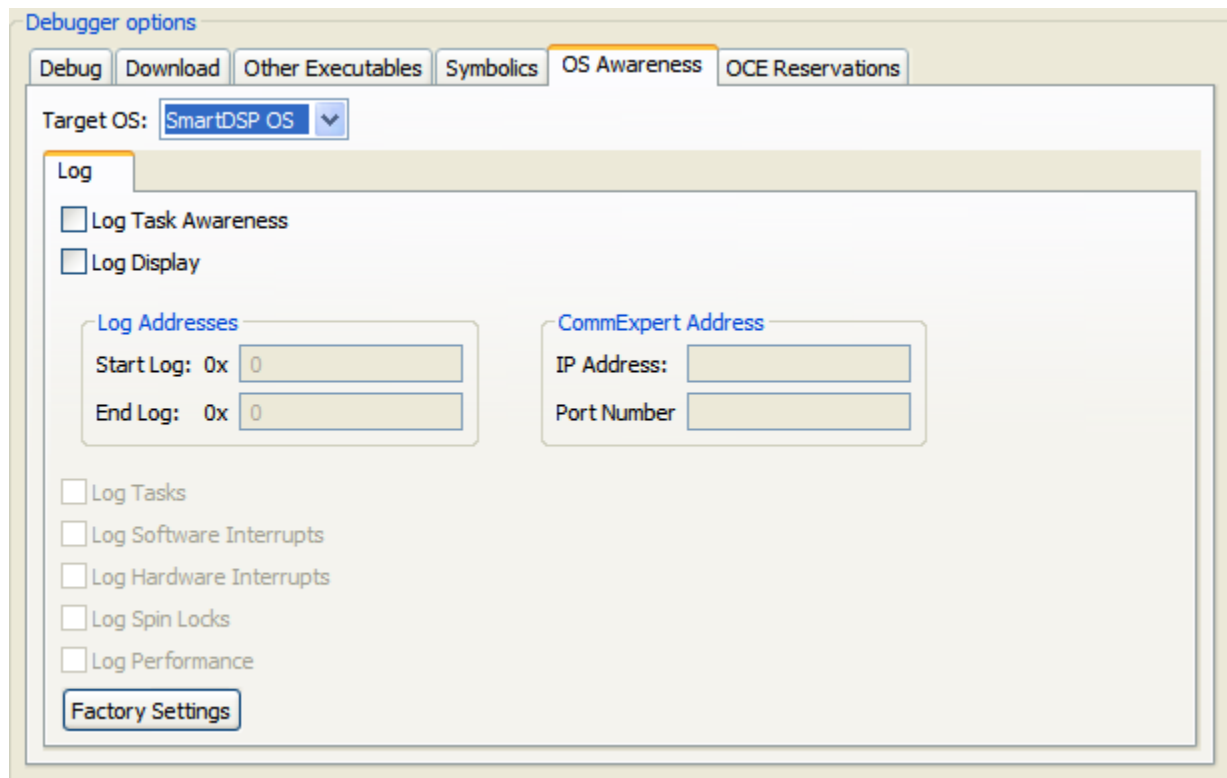 Debugger options
Debug Download Other Executables Symbolics OS Awareness OCE Reservations
Target OS: SmartDSP OS
Log
Log Task Awareness
Log Display
Log Addresses CommExpert Address
Start Log: 0x 0 IP Address:
End Log: 0x 0 Port Number
Log Tasks
Log Software Interrupts
Log Hardware Interrupts
Log Spin Locks
Log Performance
Factory Settings